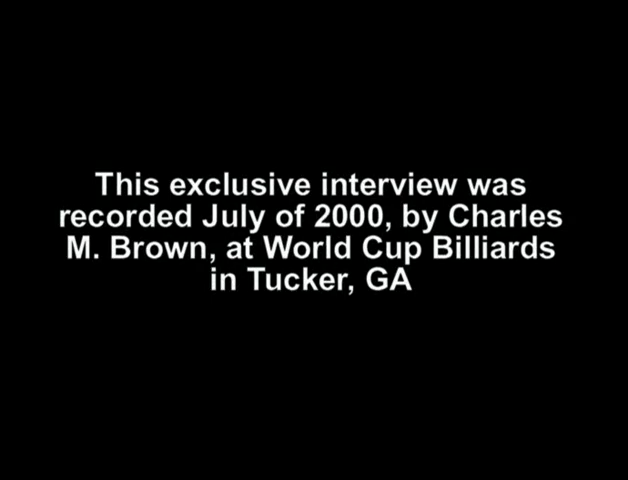 This exclusive interview was
recorded July of 2000, by Charles
M. Brown, at World Cup Billiards
in Tucker, GA